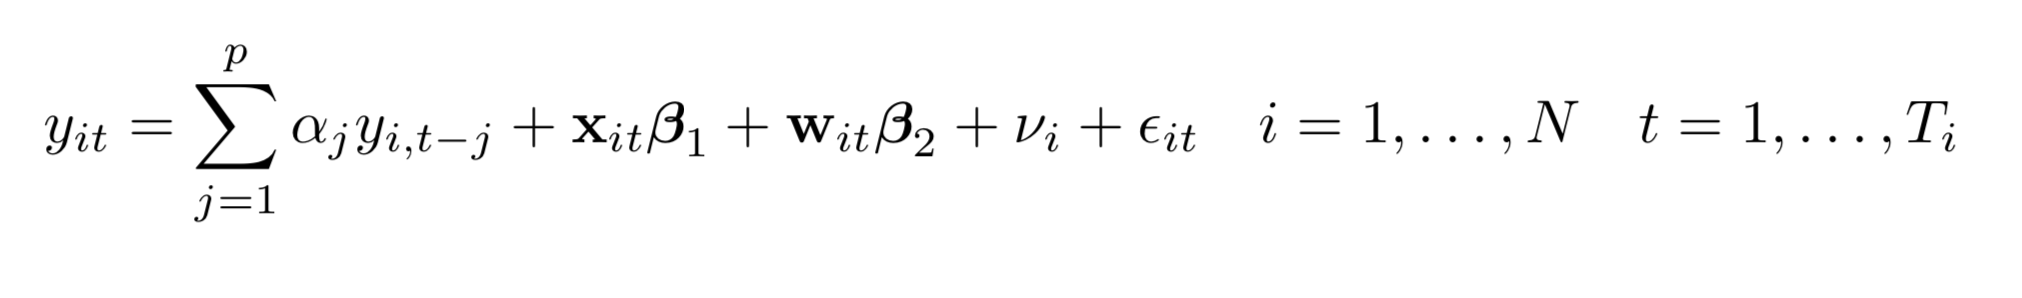 $y_{it} = \sum_{j=1}^{p} \alpha_j y_{i,t-j} + \mathbf{x}_{it}\boldsymbol{\beta}_1 + \mathbf{w}_{it}\boldsymbol{\beta}_2 + \nu_i + \epsilon_{it} \quad i = 1, \ldots, N \quad t = 1, \ldots, T_i$